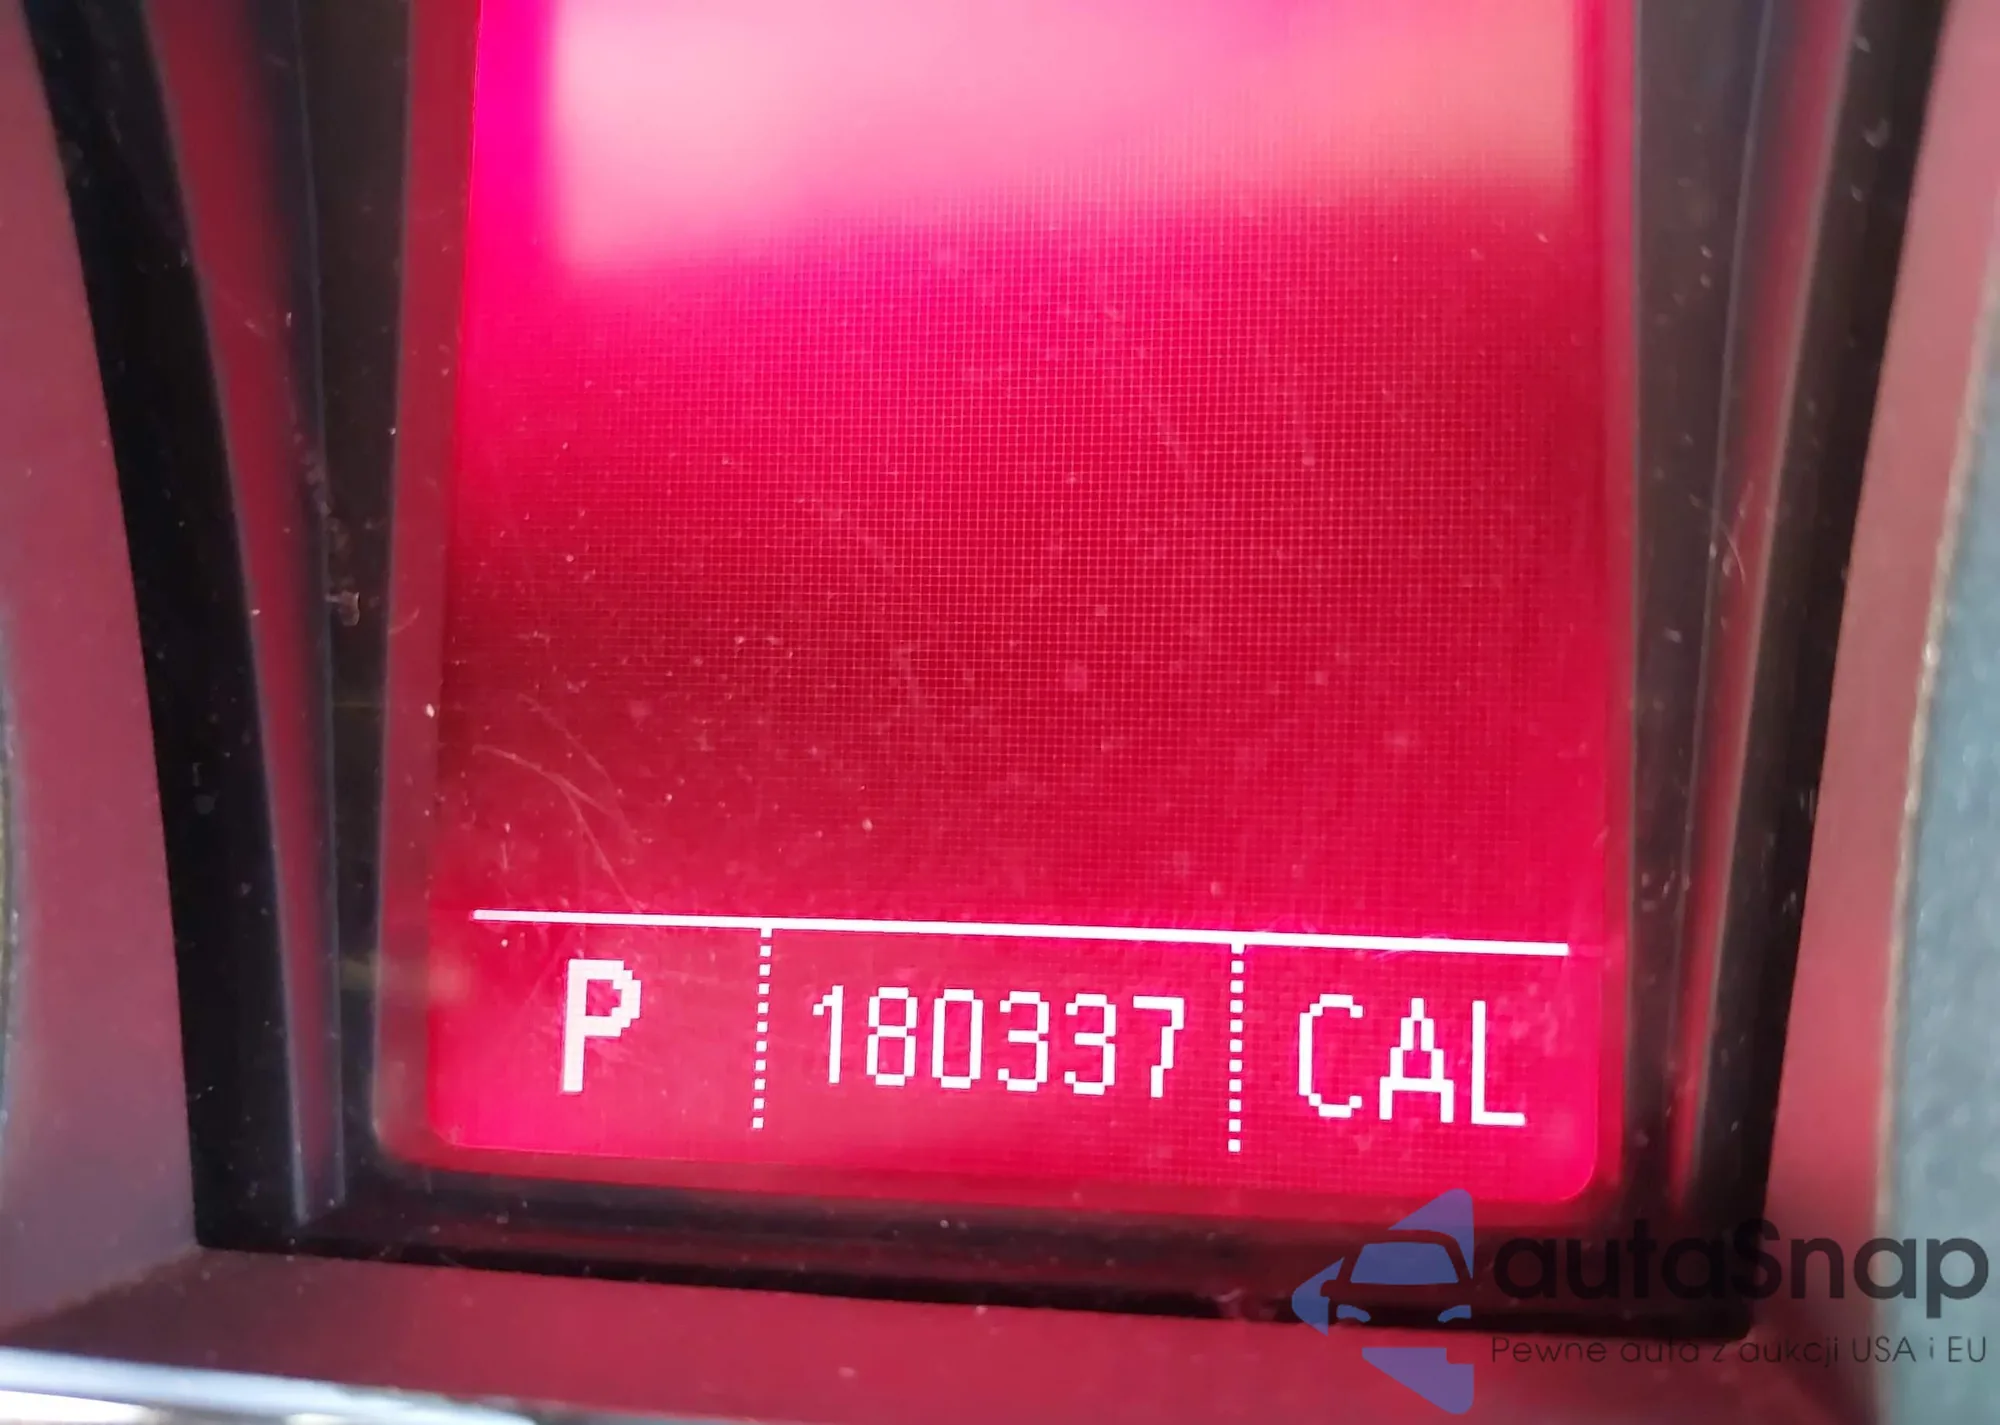 P 180337 CAL
autaSnap
Pewne auta z aukcji USA i EU